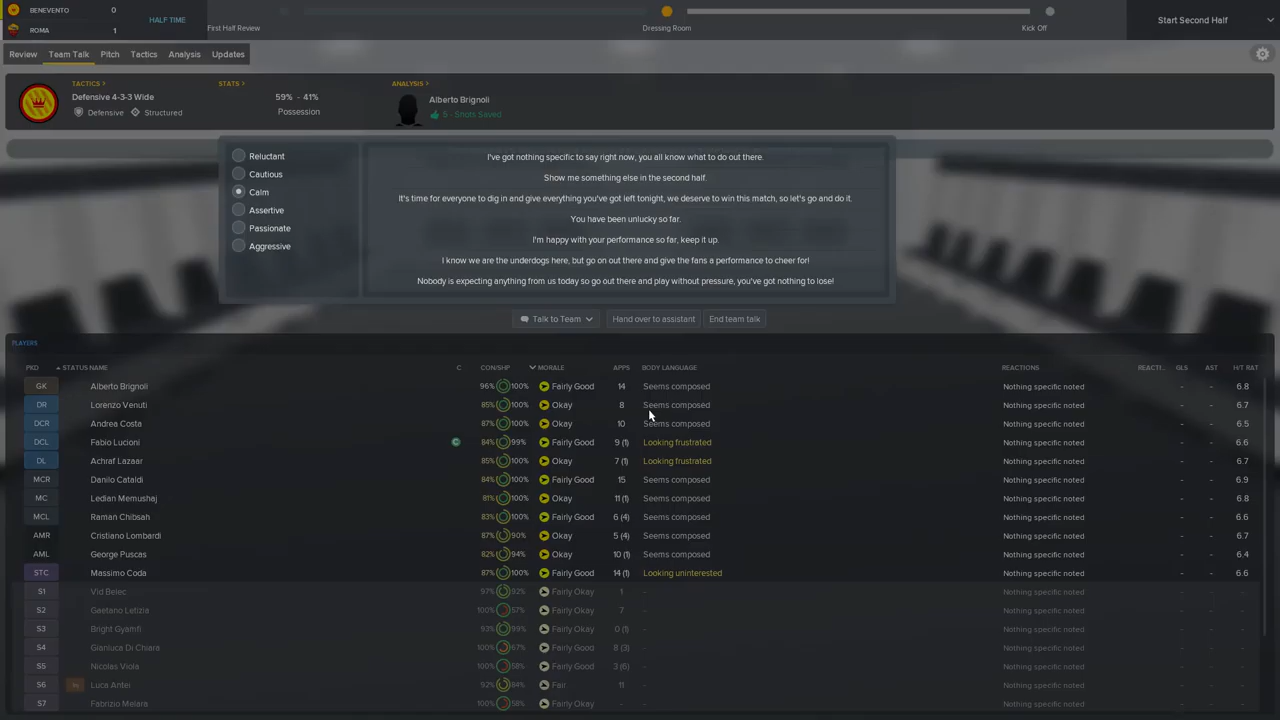 BENEVENTO 0
ROMA 1
HALF TIME
First Half Review
Dressing Room
Kick Off
Start Second Half
Review Team Talk Pitch Tactics Analysis Updates
TACTICS >
Defensive 4-3-3 Wide
Defensive Structured
STATS >
59% - 41%
Possession
ANALYSIS >
Alberto Brignoli
5 - Shots Saved
Reluctant
Cautious
Calm
Assertive
Passionate
Aggressive
I've got nothing specific to say right now, you all know what to do out there.
Show me something else in the second half.
It's time for everyone to dig in and give everything you've got left tonight, we deserve to win this match, so let's go and do it.
You have been unlucky so far.
I'm happy with your performance so far, keep it up.
I know we are the underdogs here, but go on out there and give the fans a performance to cheer for!
Nobody is expecting anything from us today so go out there and play without pressure, you've got nothing to lose!
Talk to Team Hand over to assistant End team talk
PLAYERS
PKD STATUS NAME C CON/SHP MORALE APPS BODY LANGUAGE REACTIONS REACTI... GLS AST H/T RAT
GK Alberto Brignoli 96% 100% Fairly Good 14 Seems composed Nothing specific noted - - 6.8
DR Lorenzo Venuti 85% 100% Okay 8 Seems composed Nothing specific noted - - 6.7
DCR Andrea Costa 87% 100% Okay 10 Seems composed Nothing specific noted - - 6.5
DCL Fabio Lucioni C 84% 99% Fairly Good 9 (1) Looking frustrated Nothing specific noted - - 6.6
DL Achraf Lazaar 85% 100% Okay 7 (1) Looking frustrated Nothing specific noted - - 6.7
MCR Danilo Cataldi 84% 100% Fairly Good 15 Seems composed Nothing specific noted - - 6.9
MC Ledian Memushaj 81% 100% Okay 11 (1) Seems composed Nothing specific noted - - 6.8
MCL Raman Chibsah 83% 100% Fairly Good 6 (4) Seems composed Nothing specific noted - - 6.6
AMR Cristiano Lombardi 87% 90% Okay 5 (4) Seems composed Nothing specific noted - - 6.7
AML George Puscas 82% 94% Okay 10 (1) Seems composed Nothing specific noted - - 6.4
STC Massimo Coda 87% 100% Fairly Good 14 (1) Looking uninterested Nothing specific noted - - 6.6
S1 Vid Belec 97% 92% Fairly Okay 1 - Nothing specific noted - - -
S2 Gaetano Letizia 100% 57% Fairly Okay 7 - Nothing specific noted - - -
S3 Bright Gyamfi 93% 99% Fairly Okay 0 (1) - Nothing specific noted - - -
S4 Gianluca Di Chiara 100% 67% Fairly Good 8 (3) - Nothing specific noted - - -
S5 Nicolas Viola 100% 58% Fairly Good 3 (6) - Nothing specific noted - - -
S6 Luca Antei 92% 84% Fair 11 - Nothing specific noted - - -
S7 Fabrizio Melara 100% 58% Fairly Okay - - Nothing specific noted - - -